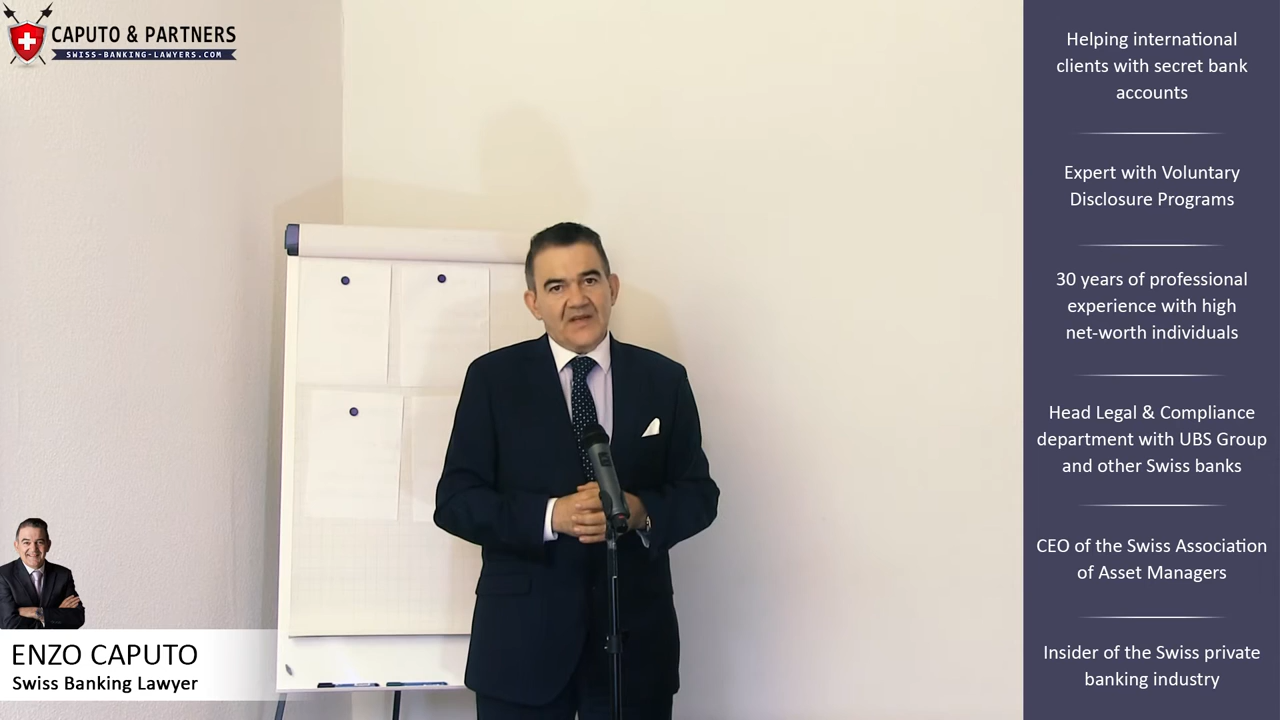 CAPUTO & PARTNERS
SWISS-BANKING-LAWYERS.COM
Helping international
clients with secret bank
accounts
Expert with Voluntary
Disclosure Programs
30 years of professional
experience with high
net-worth individuals
Head Legal & Compliance
department with UBS Group
and other Swiss banks
CEO of the Swiss Association
of Asset Managers
Insider of the Swiss private
banking industry
ENZO CAPUTO
Swiss Banking Lawyer